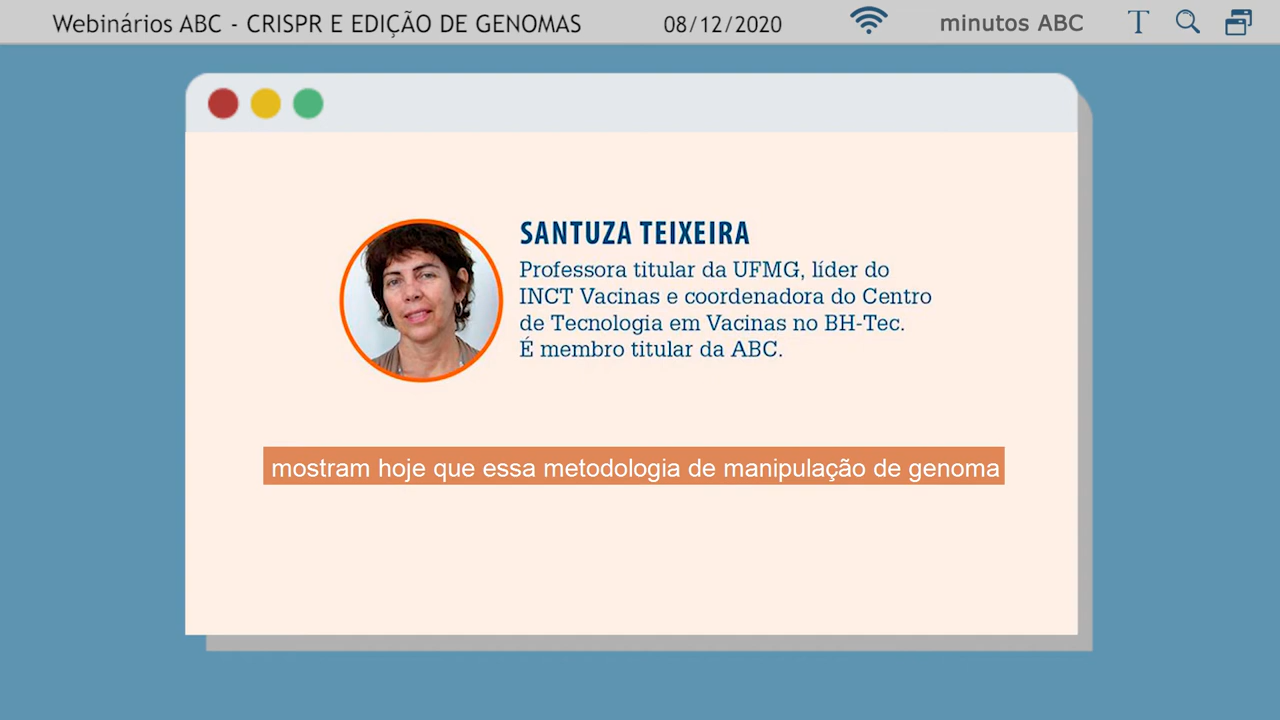 Webinários ABC - CRISPR E EDIÇÃO DE GENOMAS
08/12/2020
minutos ABC
T
SANTUZA TEIXEIRA
Professora titular da UFMG, líder do
INCT Vacinas e coordenadora do Centro
de Tecnologia em Vacinas no BH-Tec.
É membro titular da ABC.
mostram hoje que essa metodologia de manipulação de genoma